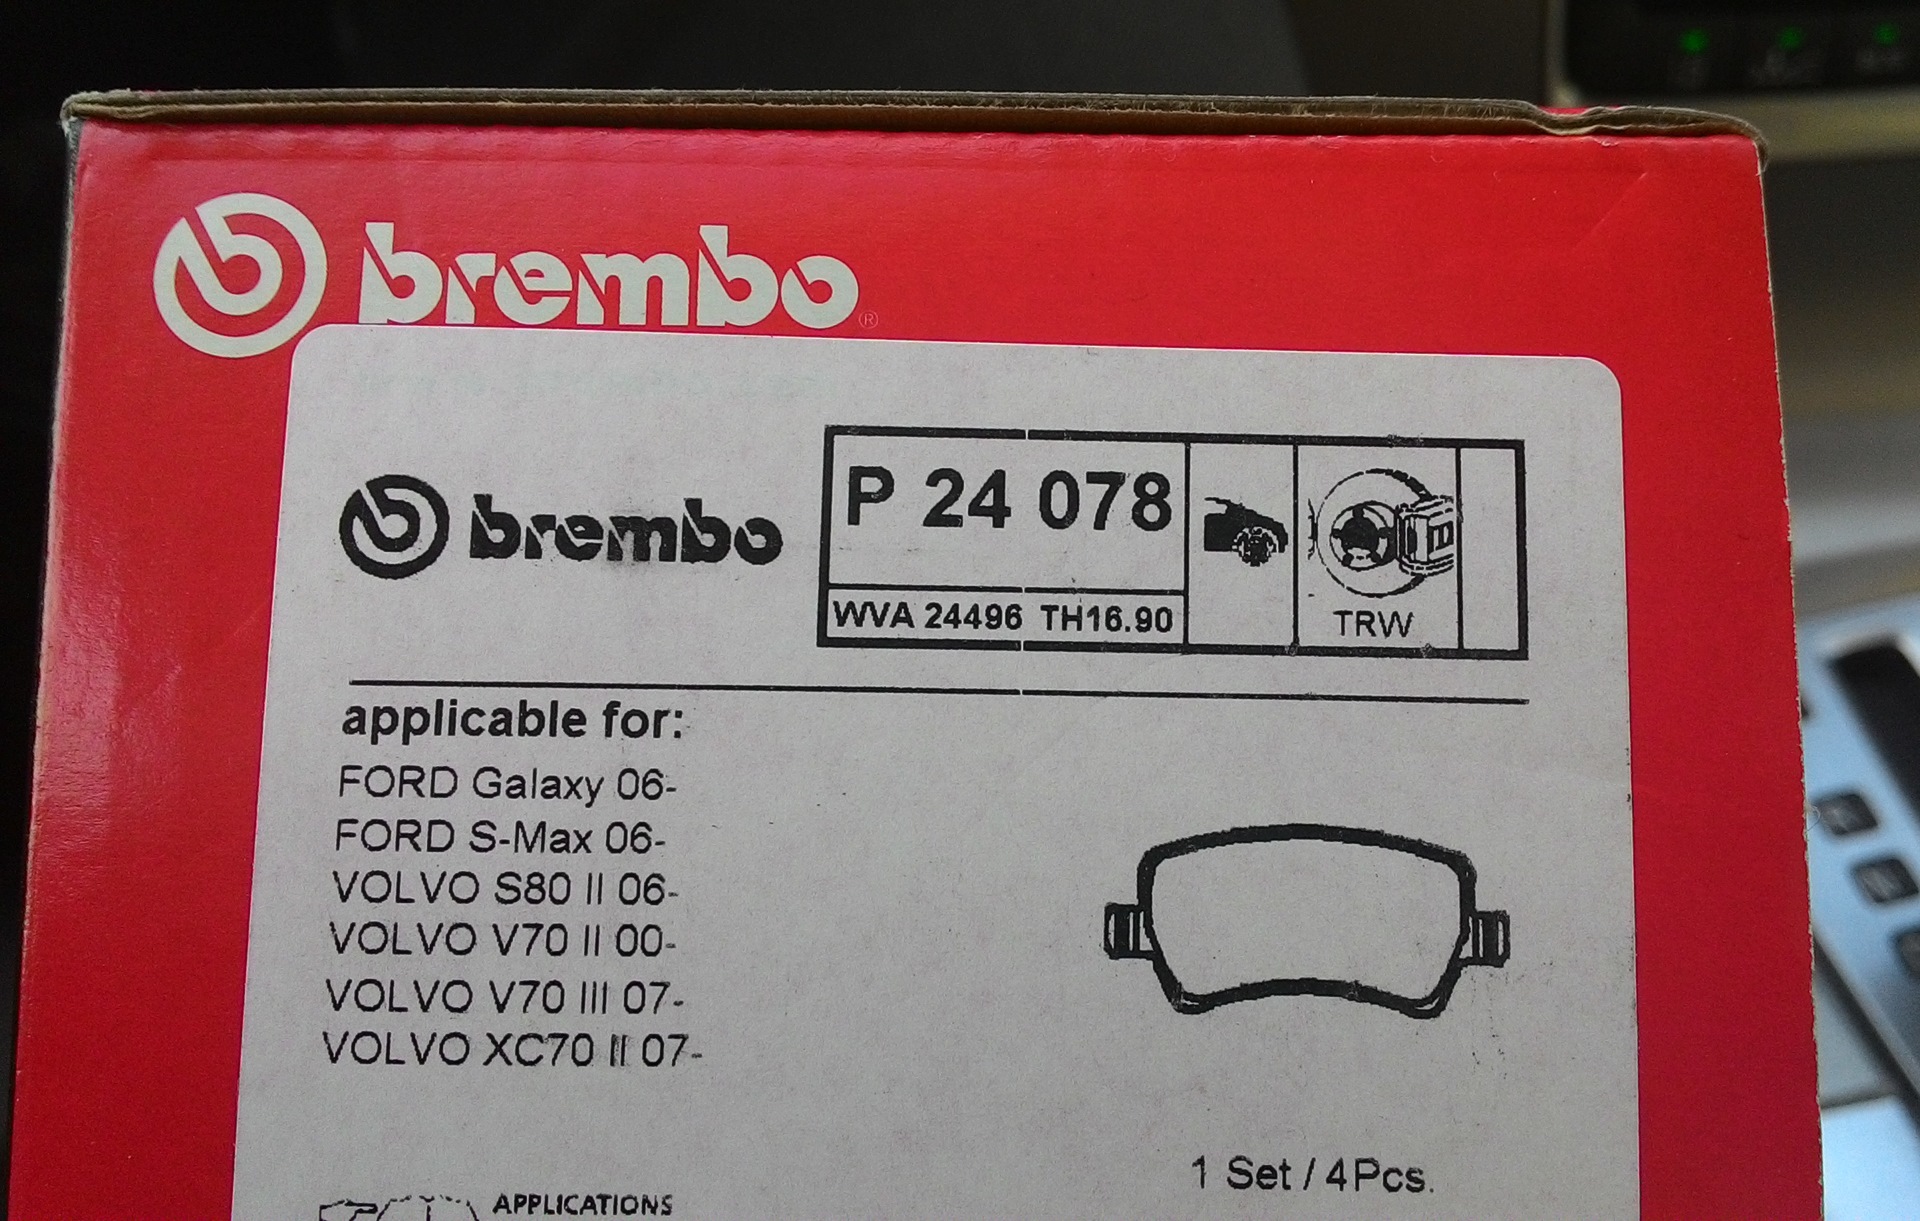 brembo®
brembo
P 24 078
WVA 24496 TH16.90
TRW
applicable for:
FORD Galaxy 06-
FORD S-Max 06-
VOLVO S80 II 06-
VOLVO V70 II 00-
VOLVO V70 III 07-
VOLVO XC70 II 07-
1 Set / 4Pcs.
APPLICATIONS